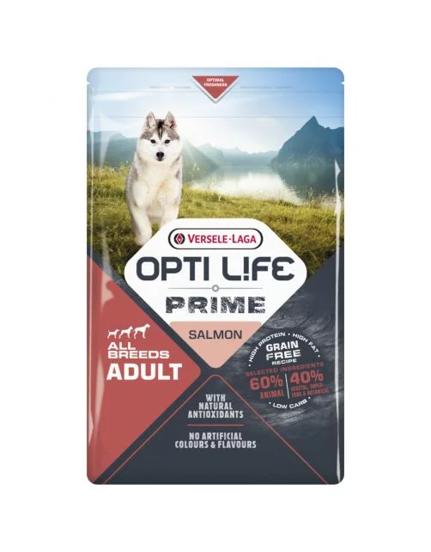 OPTIMAL
FRESHNESS
VERSELE-LAGA
OPTI L!FE
PRIME
SALMON
ALL
BREEDS
ADULT
WITH
NATURAL
ANTIOXIDANTS
NO ARTIFICIAL
COLOURS & FLAVOURS
• HIGH PROTEIN • HIGH FAT •
GRAIN
FREE
RECIPE
SELECTED INGREDIENTS
60%
ANIMAL
40%
• LOW CARB •